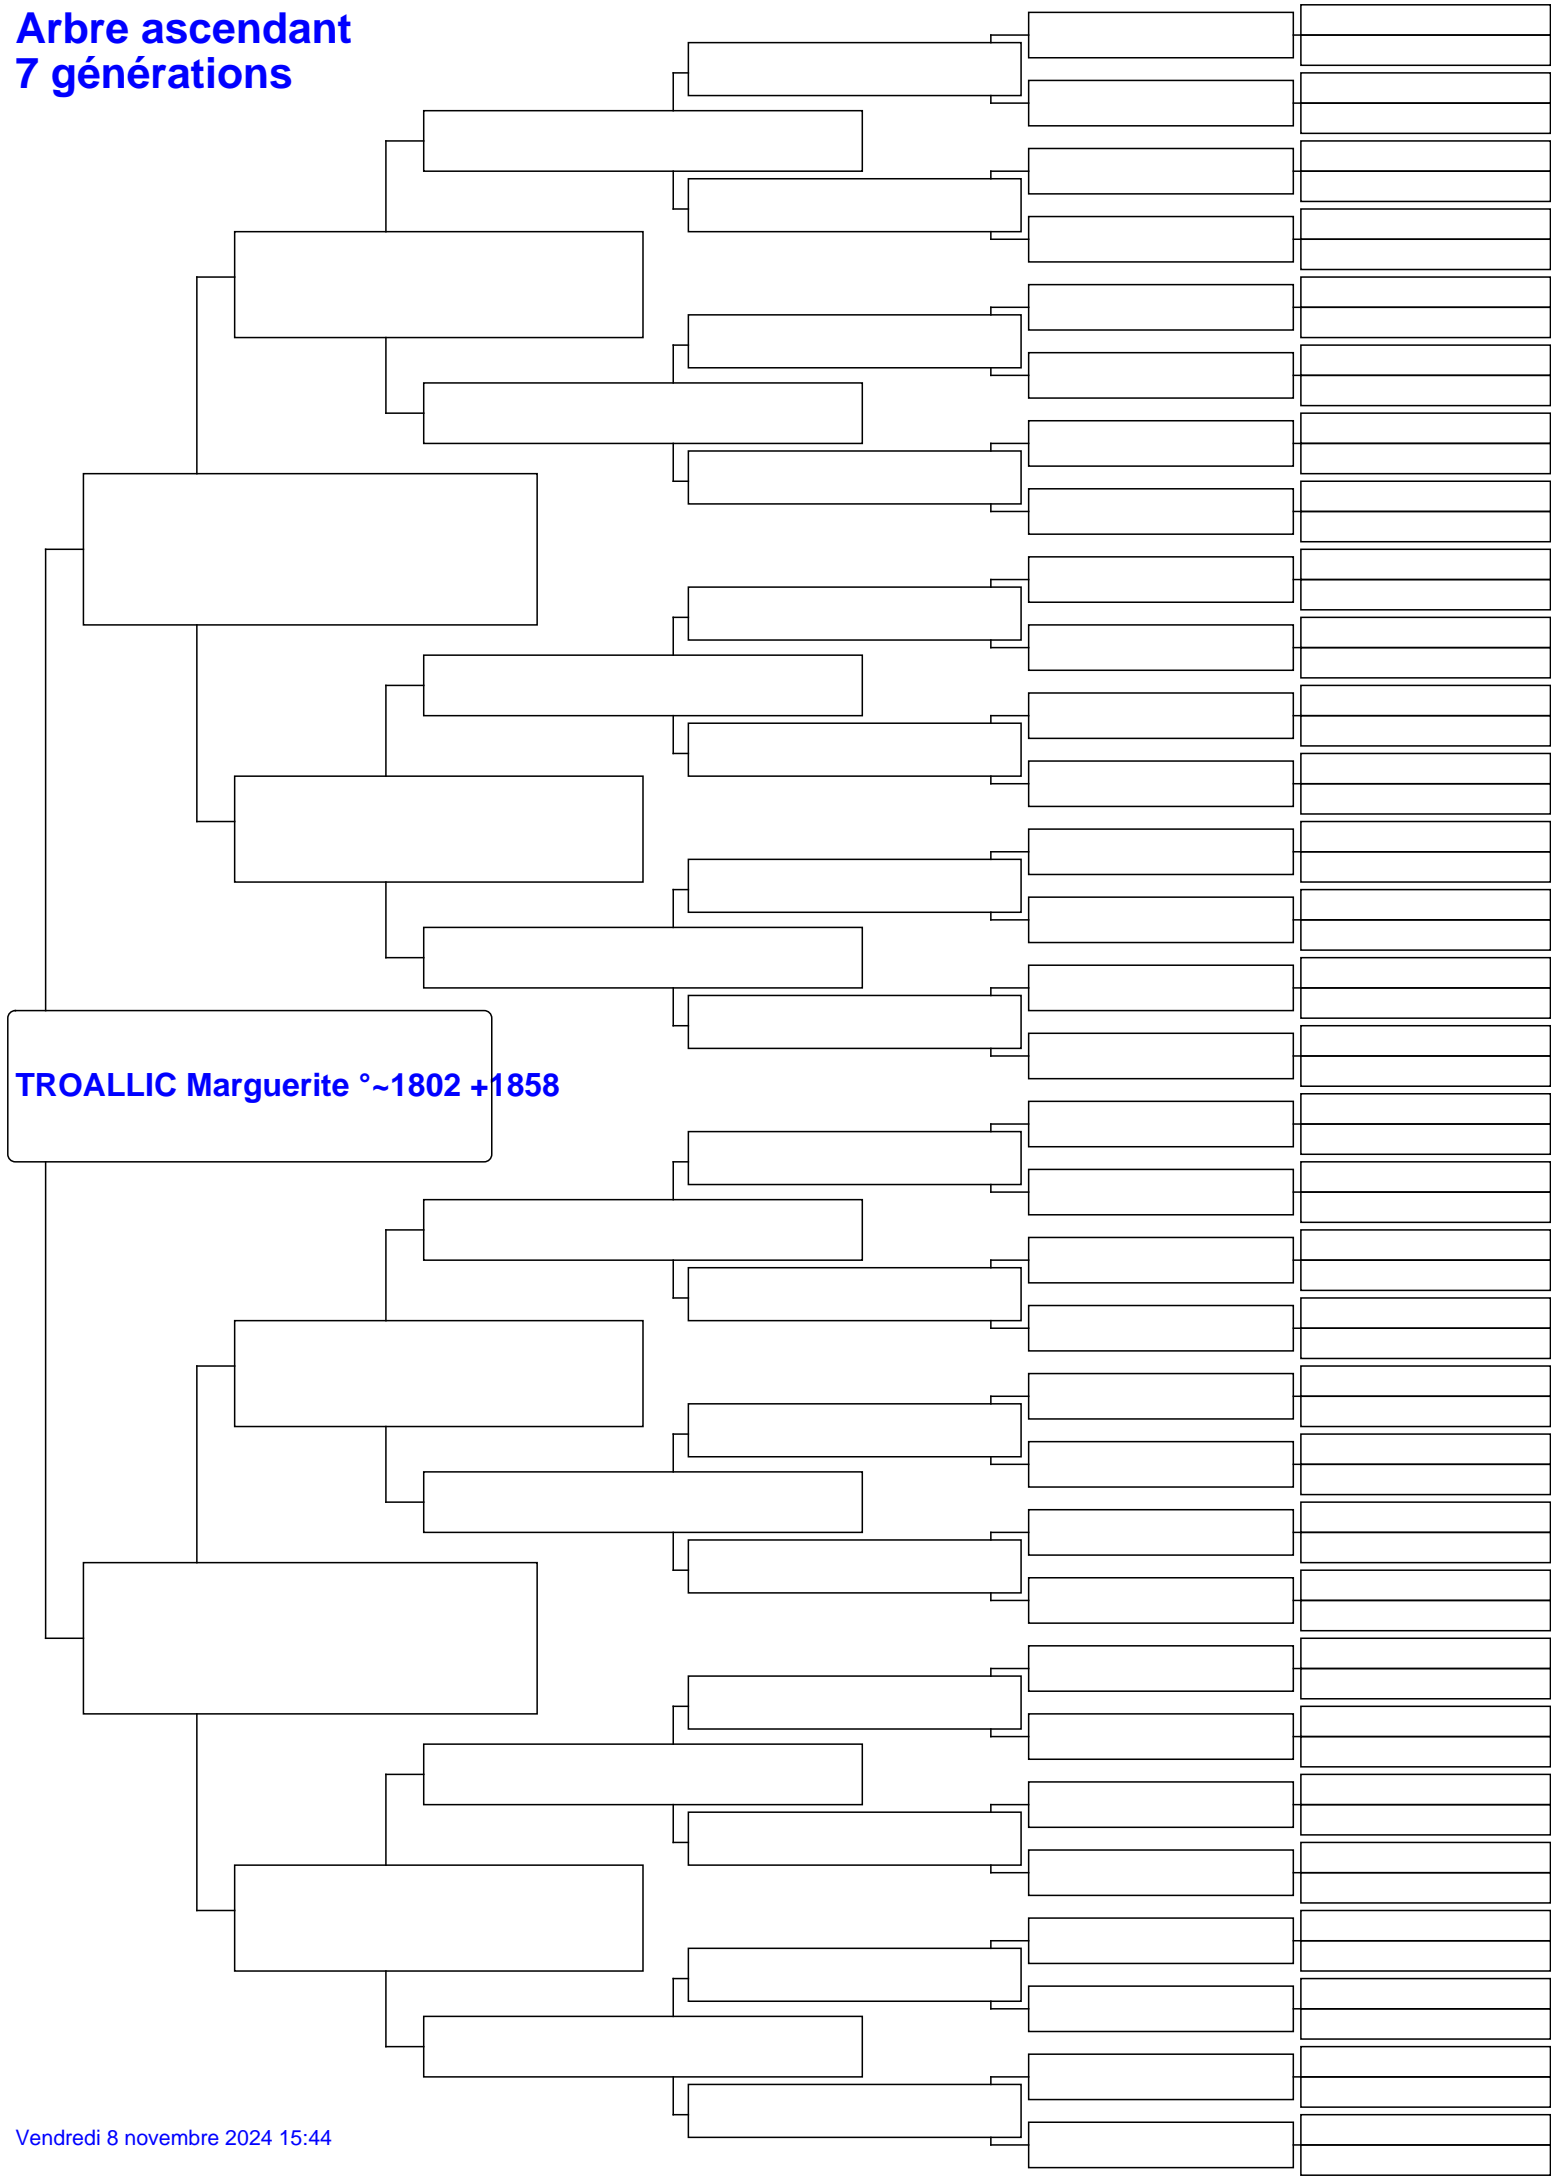 Arbre ascendant
7 générations
TROALLIC Marguerite °~1802 +1858
Vendredi 8 novembre 2024 15:44